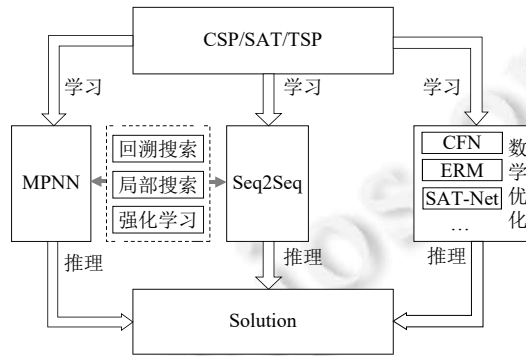 CSP/SAT/TSP
学习
学习
学习
MPNN
回溯搜索
局部搜索
强化学习
Seq2Seq
CFN
ERM
SAT-Net
…
数学优化
推理
推理
推理
Solution